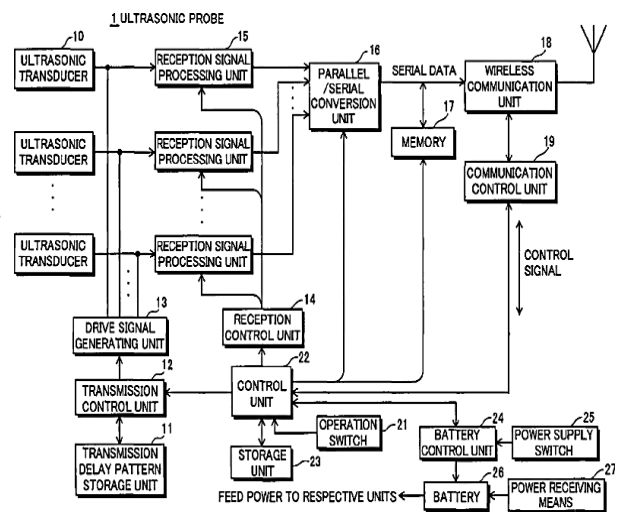 1 ULTRASONIC PROBE
10
ULTRASONIC
TRANSDUCER
15
RECEPTION SIGNAL
PROCESSING UNIT
16
PARALLEL
/SERIAL
CONVERSION
UNIT
SERIAL DATA
18
WIRELESS
COMMUNICATION
UNIT
17
MEMORY
19
COMMUNICATION
CONTROL UNIT
ULTRASONIC
TRANSDUCER
RECEPTION SIGNAL
PROCESSING UNIT
ULTRASONIC
TRANSDUCER
RECEPTION SIGNAL
PROCESSING UNIT
CONTROL
SIGNAL
13
DRIVE SIGNAL
GENERATING UNIT
14
RECEPTION
CONTROL UNIT
12
TRANSMISSION
CONTROL UNIT
22
CONTROL
UNIT
11
TRANSMISSION
DELAY PATTERN
STORAGE UNIT
OPERATION
SWITCH
21
STORAGE
UNIT
23
24
BATTERY
CONTROL UNIT
25
POWER SUPPLY
SWITCH
26
BATTERY
27
POWER RECEIVING
MEANS
FEED POWER TO RESPECTIVE UNITS